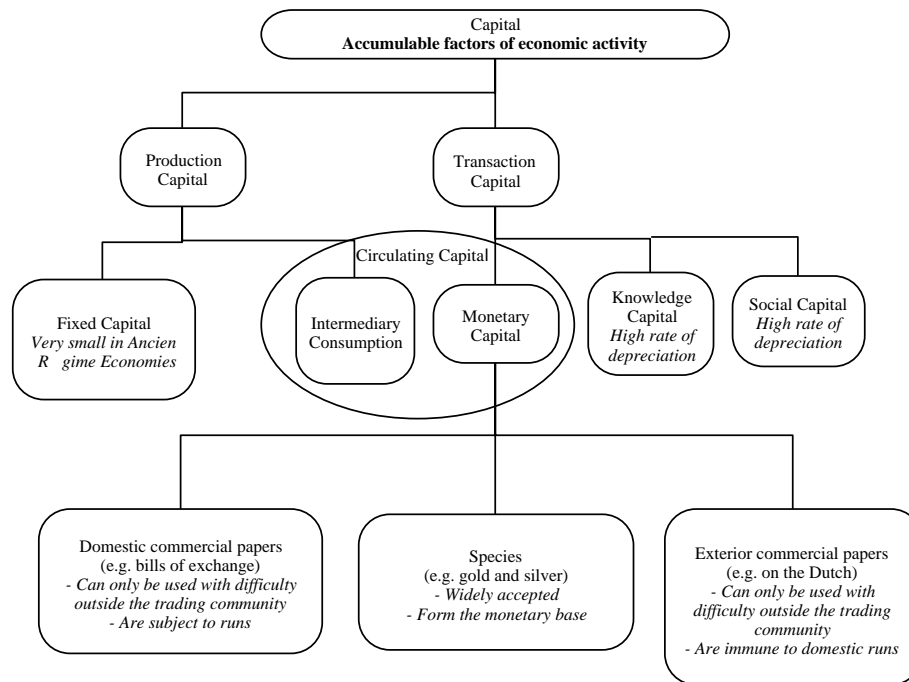 Capital
Accumulable factors of economic activity
Production
Capital
Transaction
Capital
Circulating Capital
Fixed Capital
Very small in Ancien
R gime Economies
Intermediary
Consumption
Monetary
Capital
Knowledge
Capital
High rate of
depreciation
Social Capital
High rate of
depreciation
Domestic commercial papers
(e.g. bills of exchange)
- Can only be used with difficulty
outside the trading community
- Are subject to runs
Species
(e.g. gold and silver)
- Widely accepted
- Form the monetary base
Exterior commercial papers
(e.g. on the Dutch)
- Can only be used with
difficulty outside the trading
community
- Are immune to domestic runs